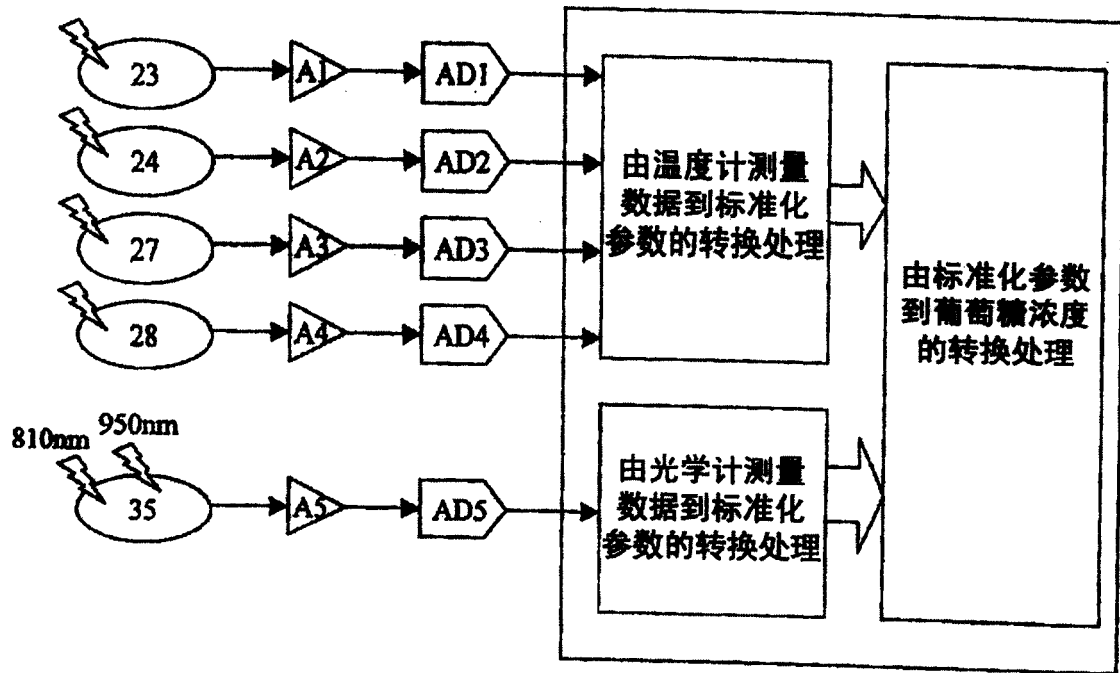 23
A1
AD1
24
A2
AD2
27
A3
AD3
28
A4
AD4
由温度计测量
数据到标准化
参数的转换处理
由标准化参数
到葡萄糖浓度
的转换处理
810nm
950nm
35
A5
AD5
由光学计测量
数据到标准化
参数的转换处理